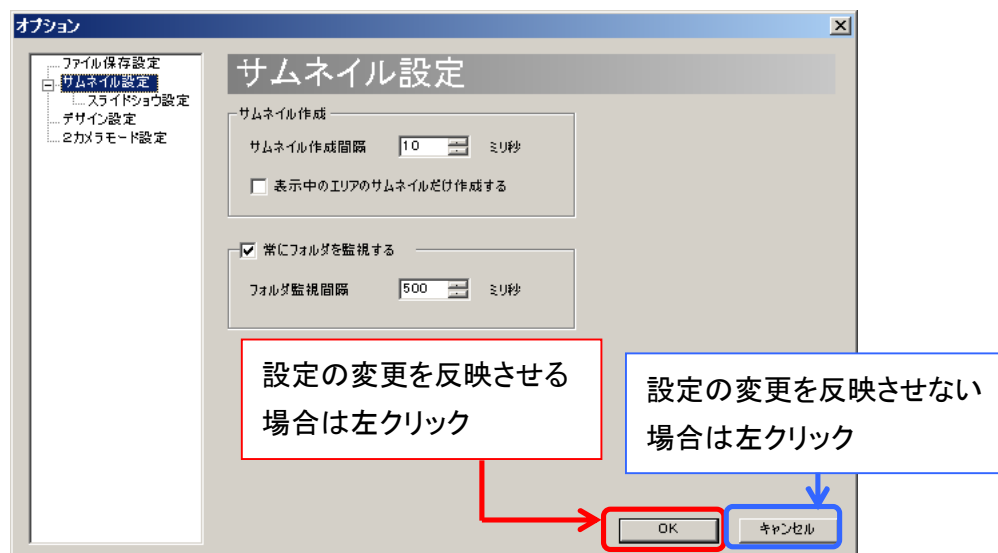 オプション
ファイル保存設定
サムネイル設定
スライドショウ設定
デザイン設定
2カメラモード設定
サムネイル設定
サムネイル作成
サムネイル作成間隔 10 ミリ秒
表示中のエリアのサムネイルだけ作成する
常にフォルダを監視する
フォルダ監視間隔 500 ミリ秒
設定の変更を反映させる
場合は左クリック
設定の変更を反映させない
場合は左クリック
OK キャンセル